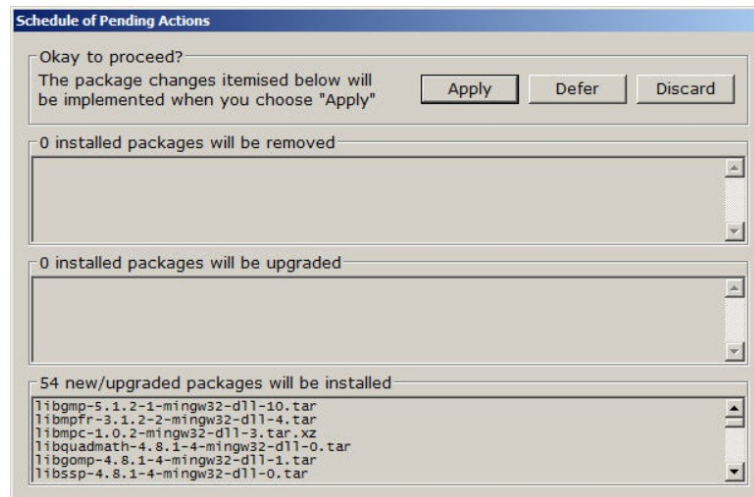 Schedule of Pending Actions
Okay to proceed?
The package changes itemised below will
be implemented when you choose "Apply"
Apply
Defer
Discard
0 installed packages will be removed
0 installed packages will be upgraded
54 new/upgraded packages will be installed
libgmp-5.1.2-1-mingw32-dll-10.tar
libmpfr-3.1.2-2-mingw32-dll-4.tar
libmpc-1.0.2-mingw32-dll-3.tar.xz
libquadmath-4.8.1-4-mingw32-dll-0.tar
libgomp-4.8.1-4-mingw32-dll-1.tar
libssp-4.8.1-4-mingw32-dll-0.tar